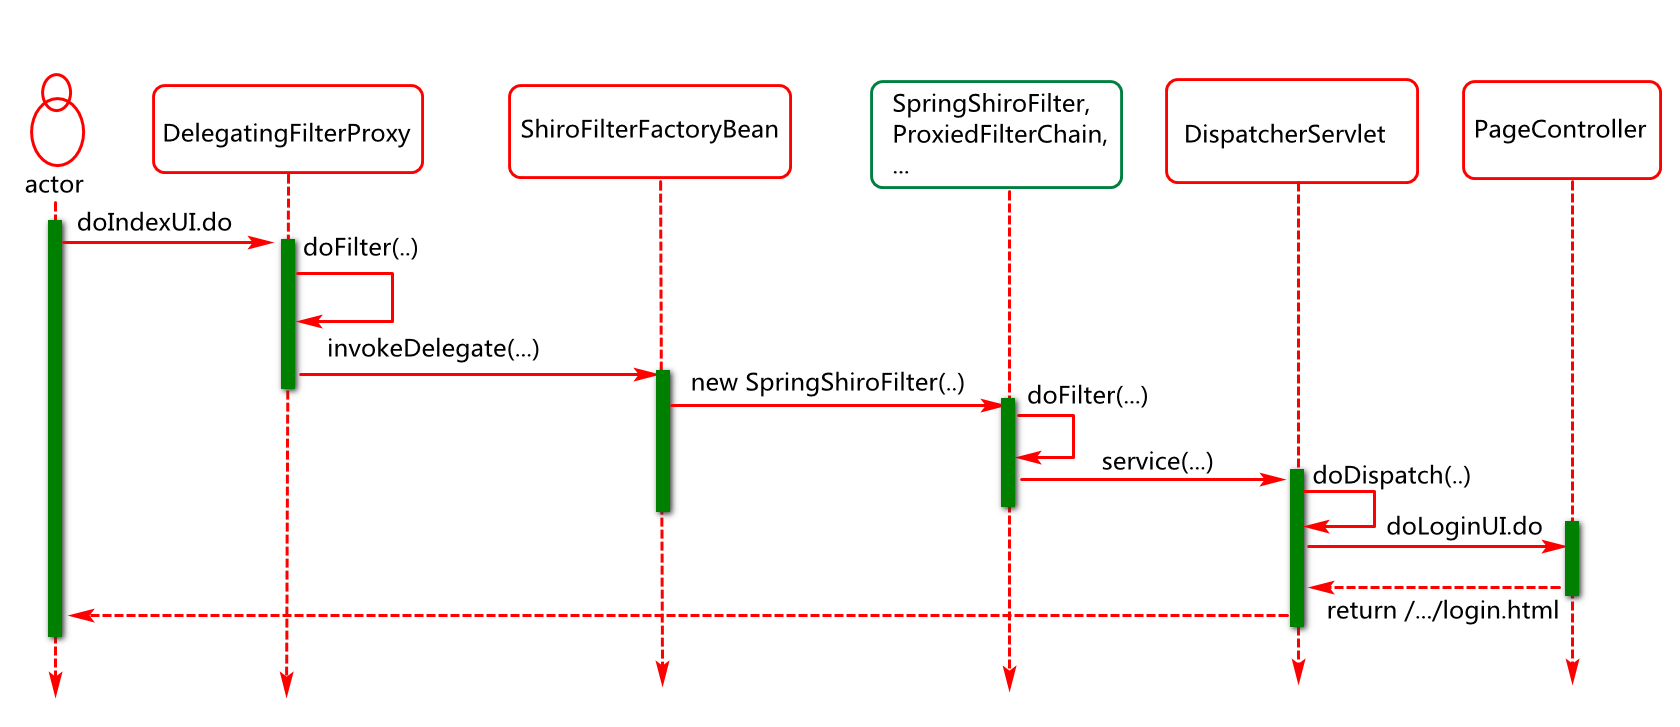 actor
DelegatingFilterProxy
ShiroFilterFactoryBean
SpringShiroFilter,
ProxiedFilterChain,
...
DispatcherServlet
PageController
doIndexUI.do
doFilter(..)
invokeDelegate(...)
new SpringShiroFilter(..)
doFilter(...)
service(...)
doDispatch(..)
doLoginUI.do
return /.../login.html